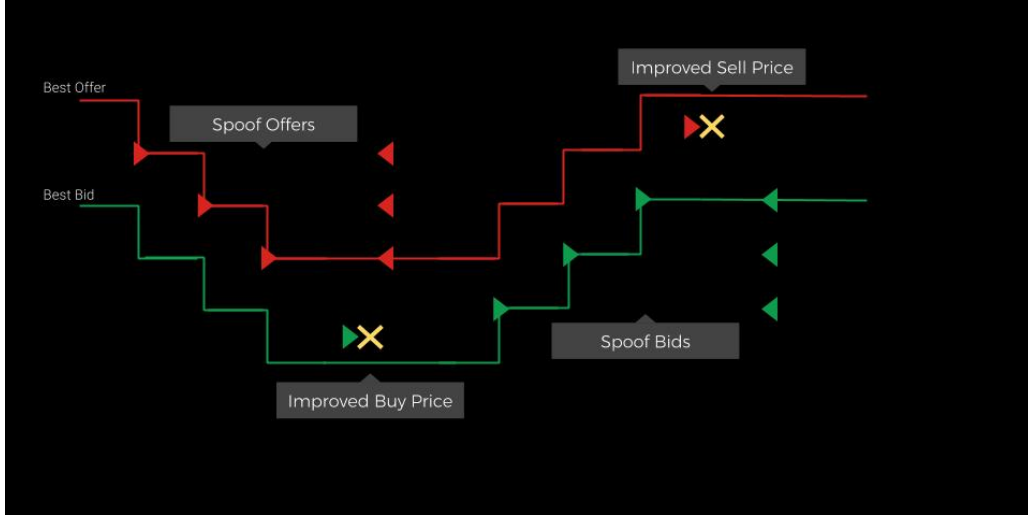 Improved Sell Price
Best Offer
Spoof Offers
Best Bid
Spoof Bids
Improved Buy Price